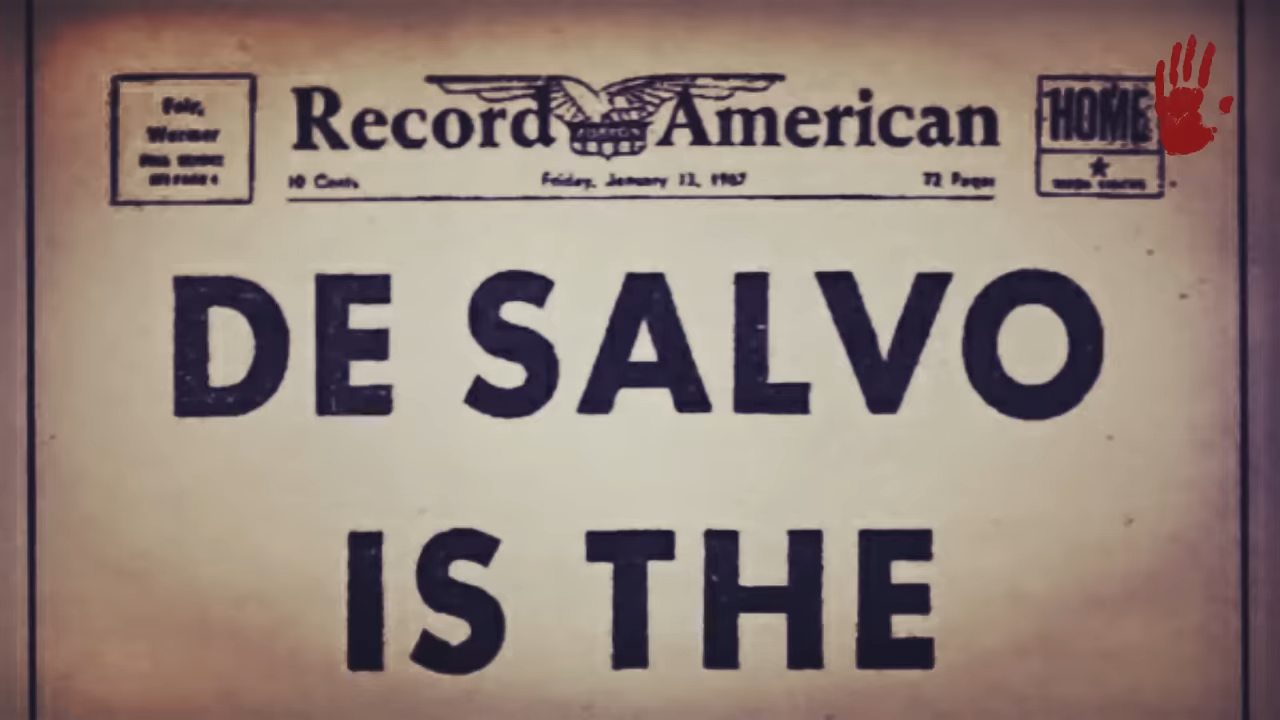 Fair,
Warmer
Record American
HOME
10 Cents
Friday, January 13, 1967
72 Pages
DE SALVO
IS THE